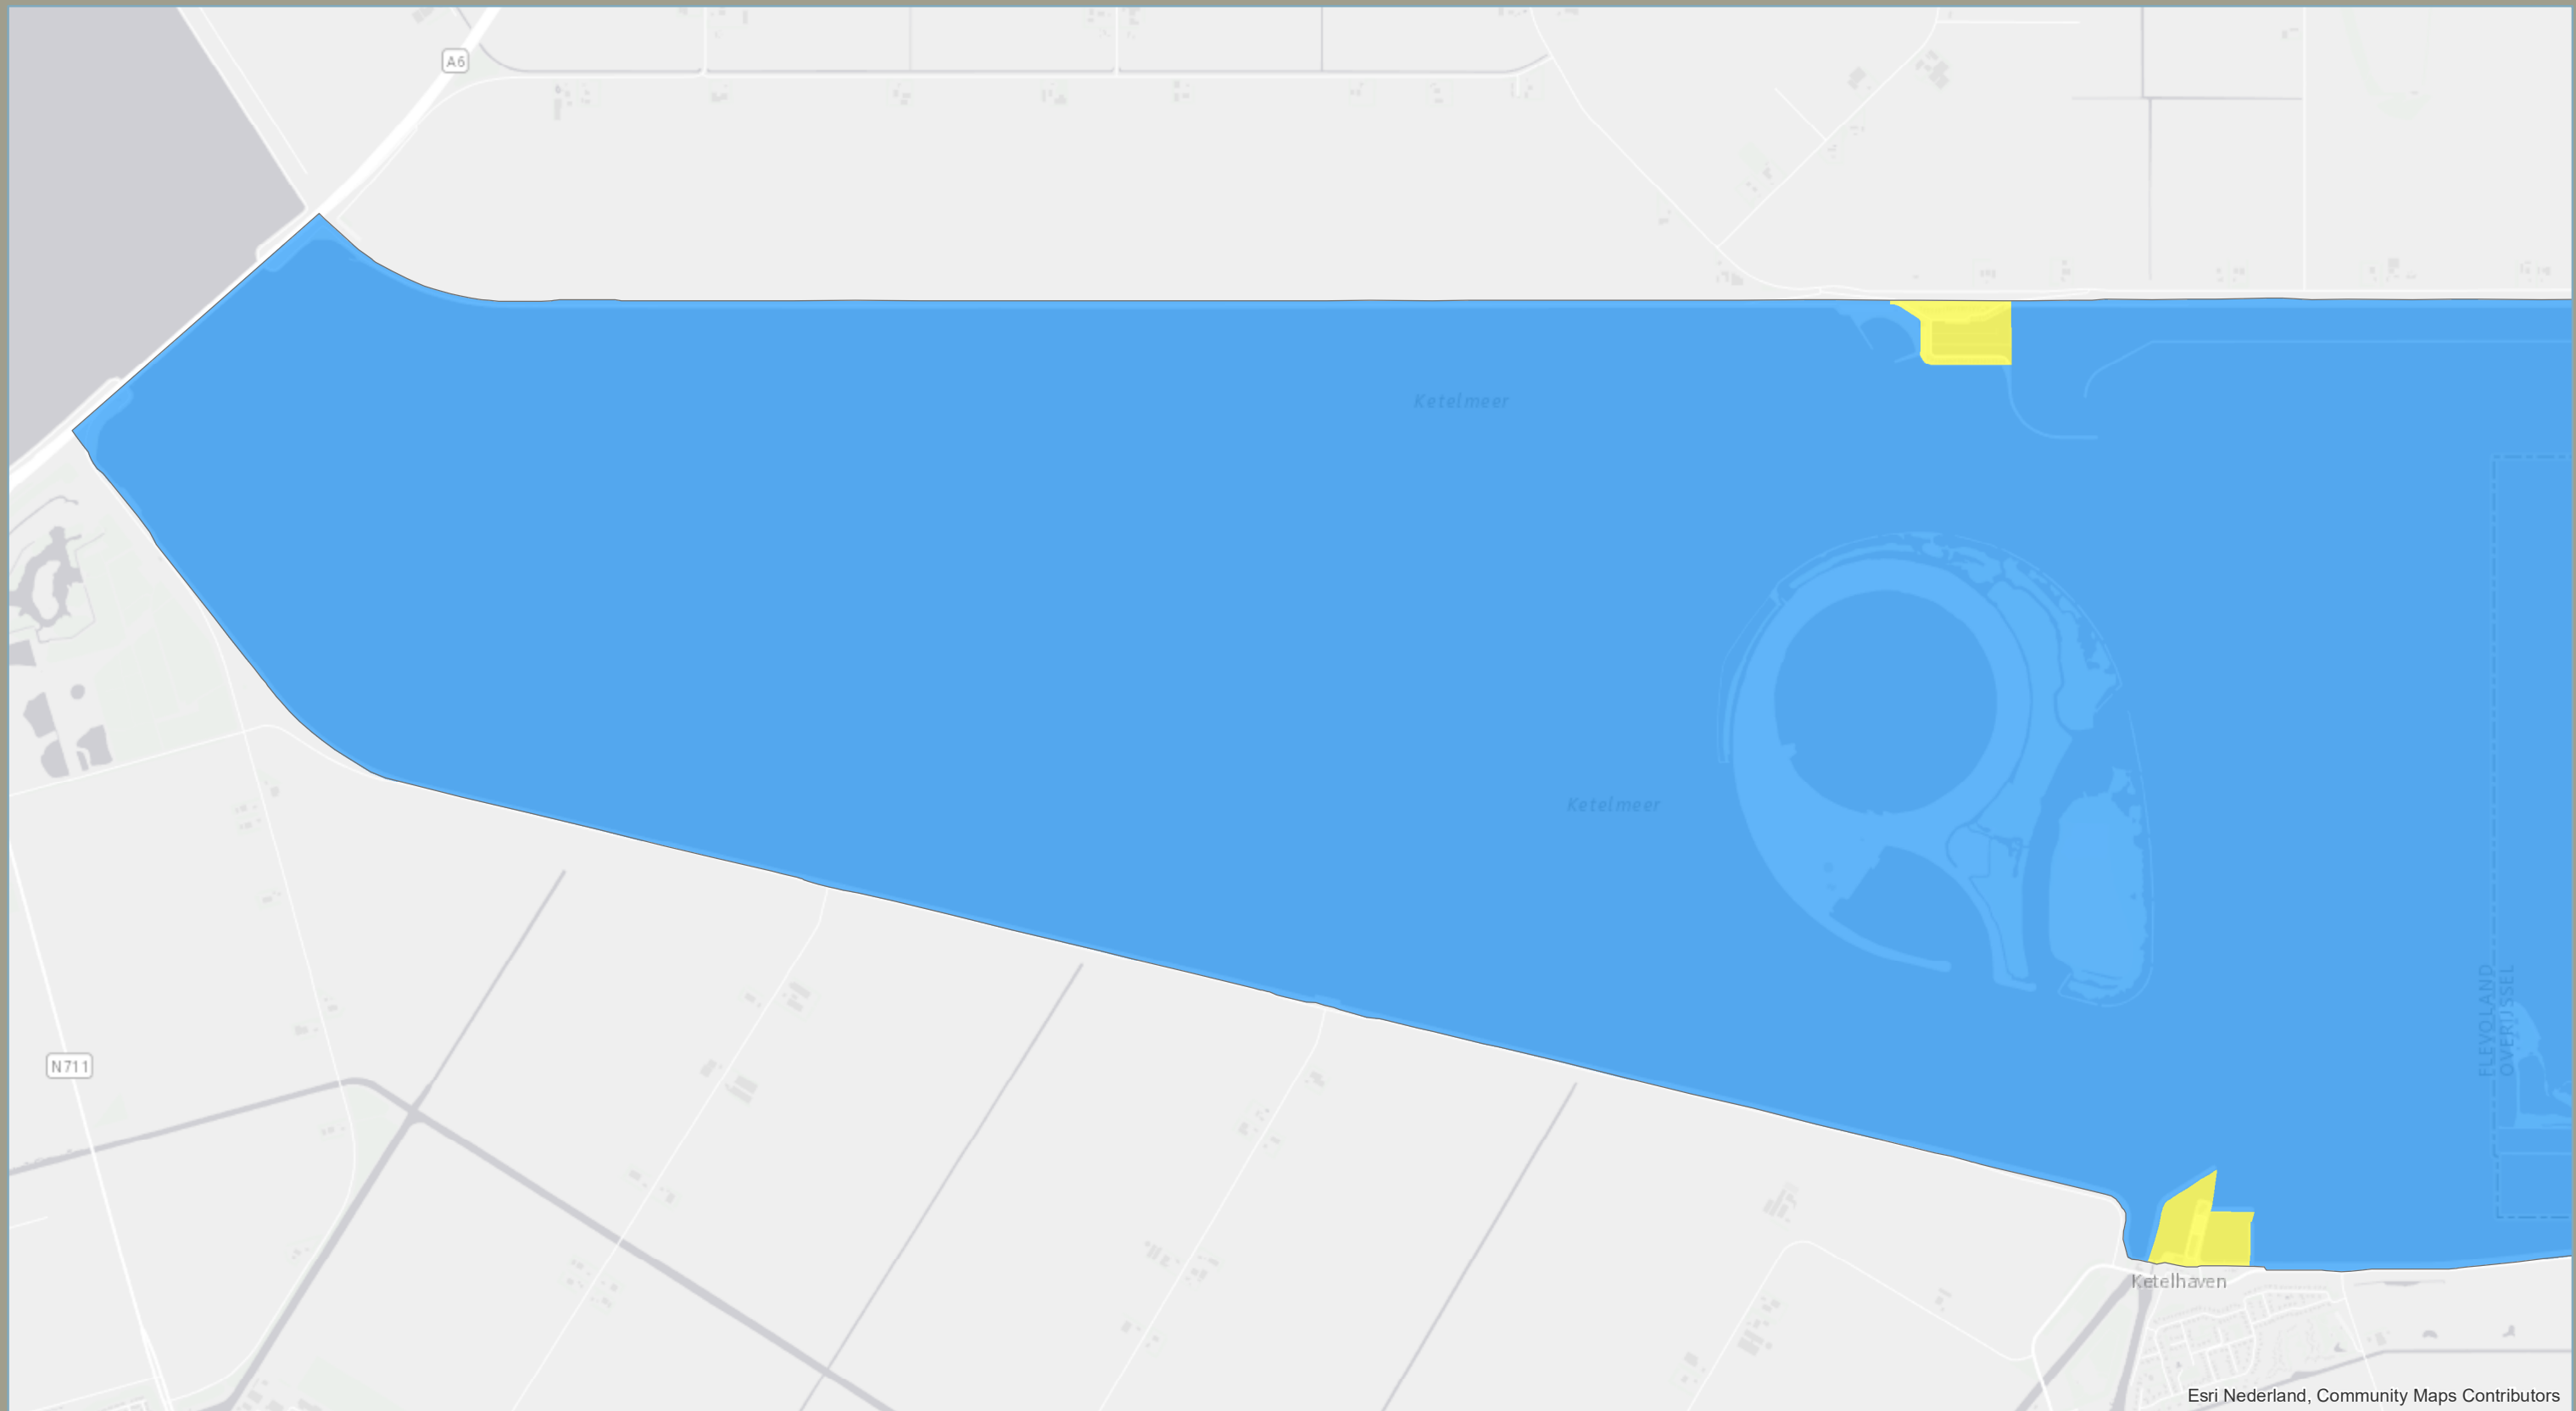 A6
Ketelmeer
Ketelmeer
FLEVOLAND
OVERIJSSEL
N711
Ketelhaven
Esri Nederland, Community Maps Contributors